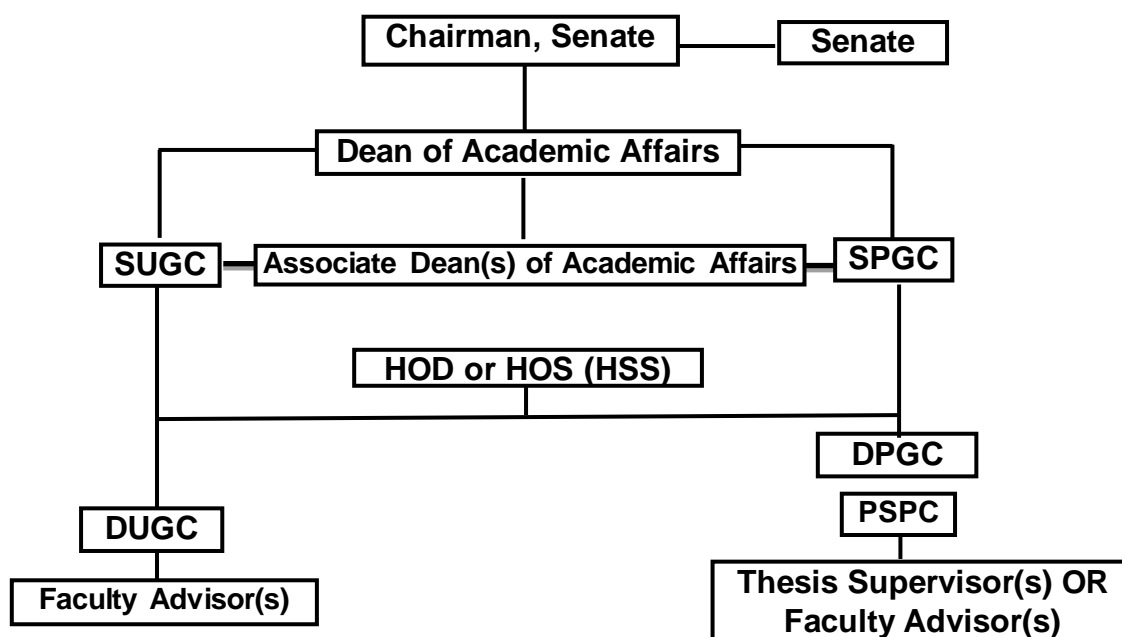 Chairman, Senate
Senate
Dean of Academic Affairs
SUGC
Associate Dean(s) of Academic Affairs
SPGC
HOD or HOS (HSS)
DPGC
DUGC
PSPC
Faculty Advisor(s)
Thesis Supervisor(s) OR
Faculty Advisor(s)